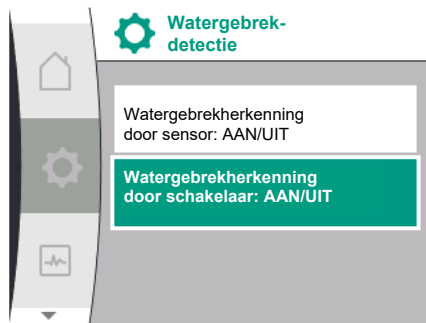 Watergebrek-
detectie
Watergebrekherkenning
door sensor: AAN/UIT
Watergebrekherkenning
door schakelaar: AAN/UIT